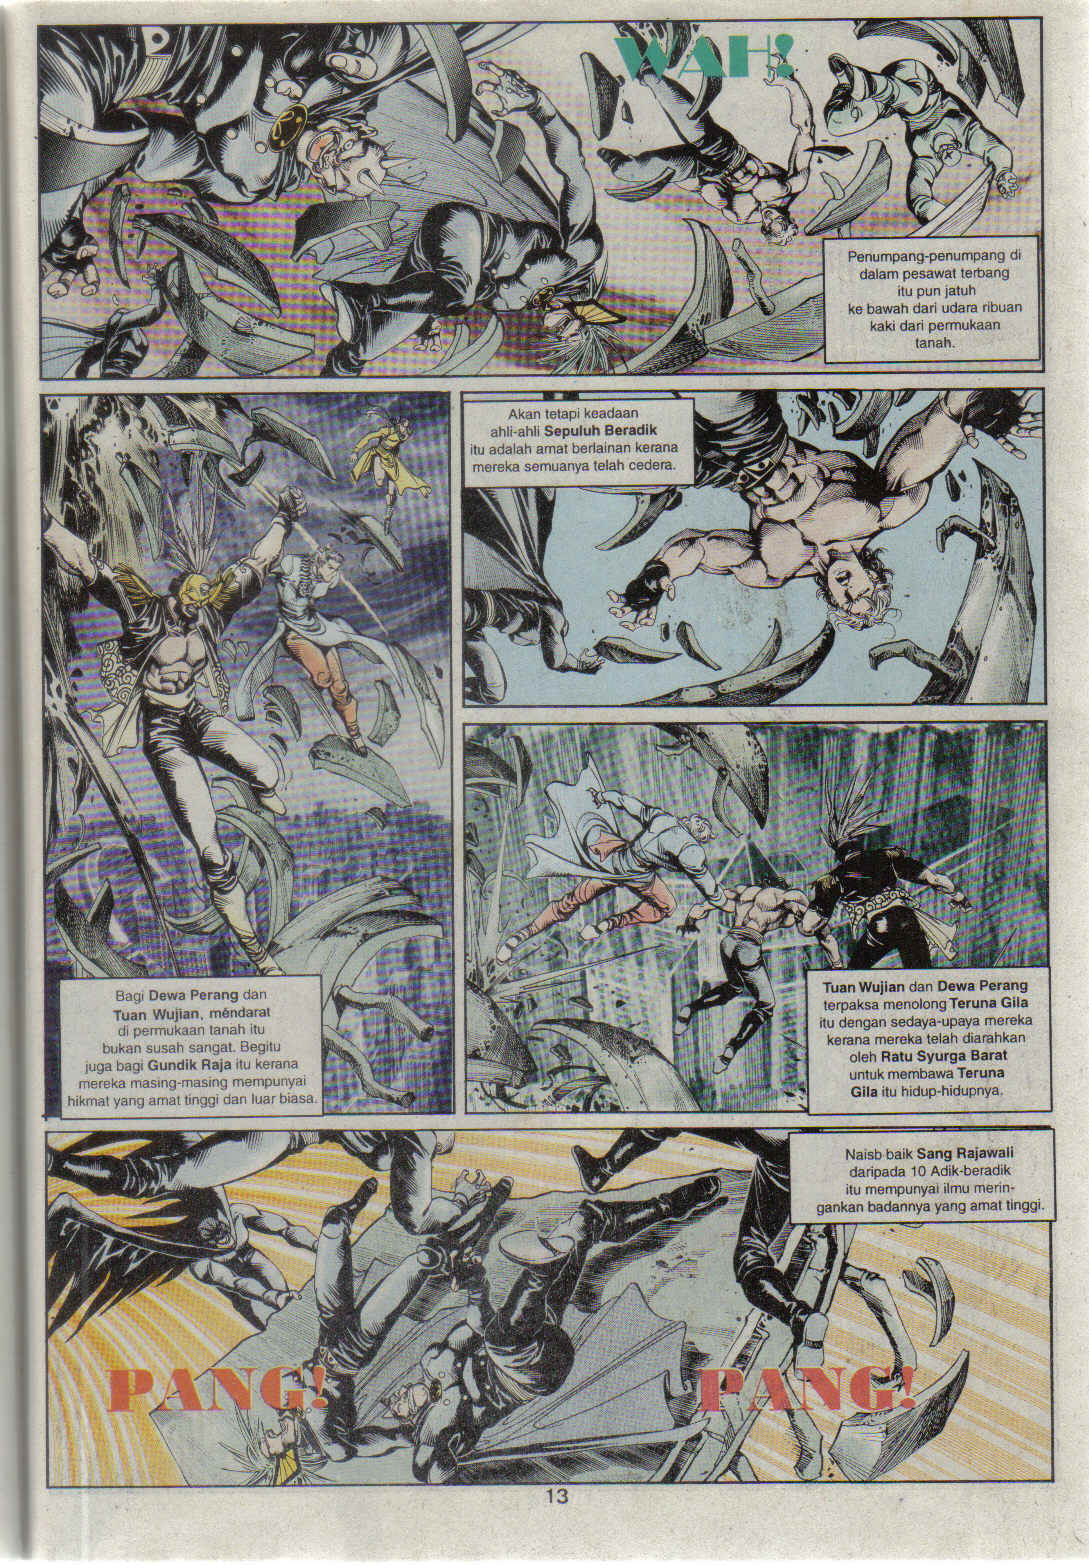 WAH!
Penumpang-penumpang di
dalam pesawat terbang
itu pun jatuh
ke bawah dari udara ribuan
kaki dari permukaan
tanah.
Akan tetapi keadaan
ahli-ahli Sepuluh Beradik
itu adalah amat berlainan kerana
mereka semuanya telah cedera.
Bagi Dewa Perang dan
Tuan Wujian, mendarat
di permukaan tanah itu
bukan susah sangat. Begitu
juga bagi Gundik Raja itu kerana
mereka masing-masing mempunyai
hikmat yang amat tinggi dan luar biasa.
Tuan Wujian dan Dewa Perang
terpaksa menolong Teruna Gila
itu dengan sedaya-upaya mereka
kerana mereka telah diarahkan
oleh Ratu Syurga Barat
untuk membawa Teruna
Gila itu hidup-hidupnya.
Naisb baik Sang Rajawali
daripada 10 Adik-beradik
itu mempunyai ilmu merin-
gankan badannya yang amat tinggi.
PANG! PANG!
13